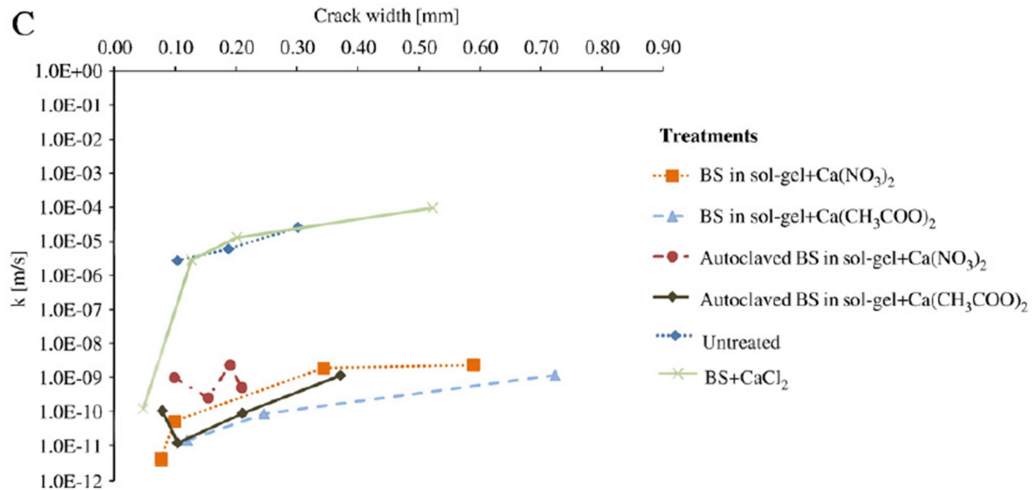 C
Crack width [mm]
0.00 0.10 0.20 0.30 0.40 0.50 0.60 0.70 0.80 0.90
1.0E+00
1.0E-01
1.0E-02
1.0E-03
1.0E-04
1.0E-05
1.0E-06
1.0E-07
1.0E-08
1.0E-09
1.0E-10
1.0E-11
1.0E-12
k [m/s]
Treatments
BS in sol-gel+Ca(NO3)2
BS in sol-gel+Ca(CH3COO)2
Autoclaved BS in sol-gel+Ca(NO3)2
Autoclaved BS in sol-gel+Ca(CH3COO)2
Untreated
BS+CaCl2